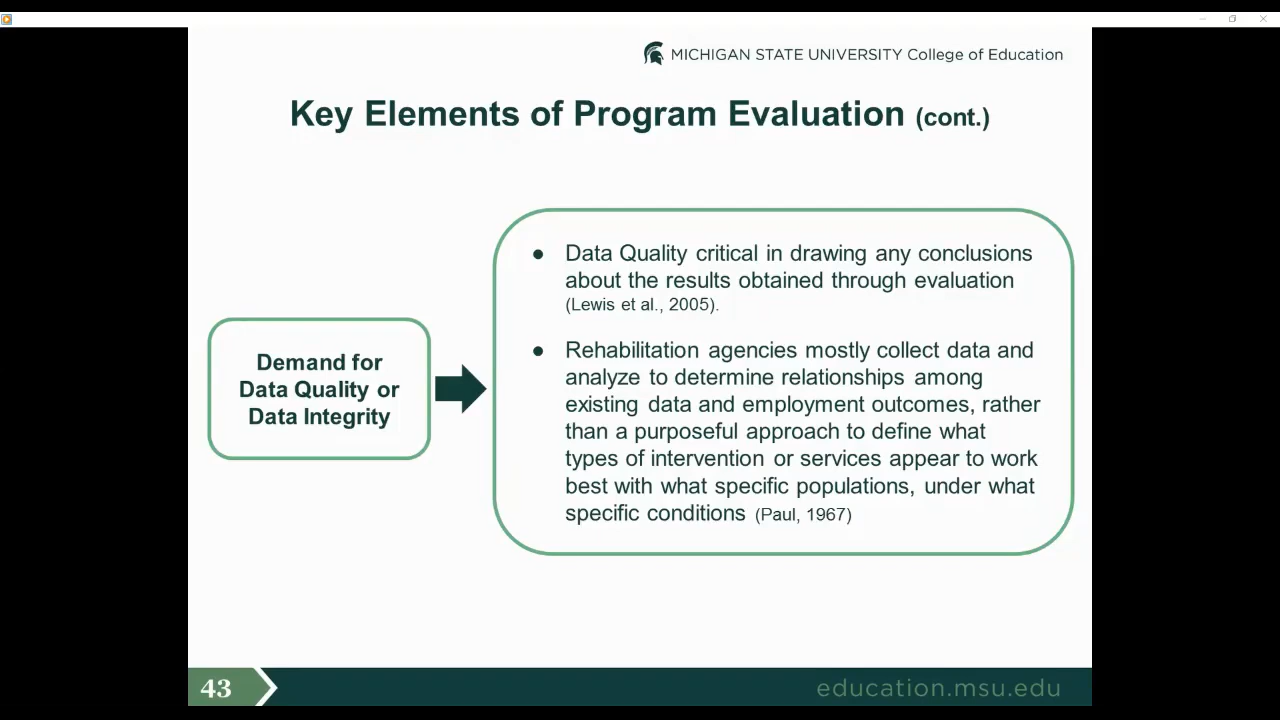 MICHIGAN STATE UNIVERSITY College of Education
Key Elements of Program Evaluation (cont.)
Demand for
Data Quality or
Data Integrity
● Data Quality critical in drawing any conclusions
about the results obtained through evaluation
(Lewis et al., 2005).
● Rehabilitation agencies mostly collect data and
analyze to determine relationships among
existing data and employment outcomes, rather
than a purposeful approach to define what
types of intervention or services appear to work
best with what specific populations, under what
specific conditions (Paul, 1967)
43
education.msu.edu